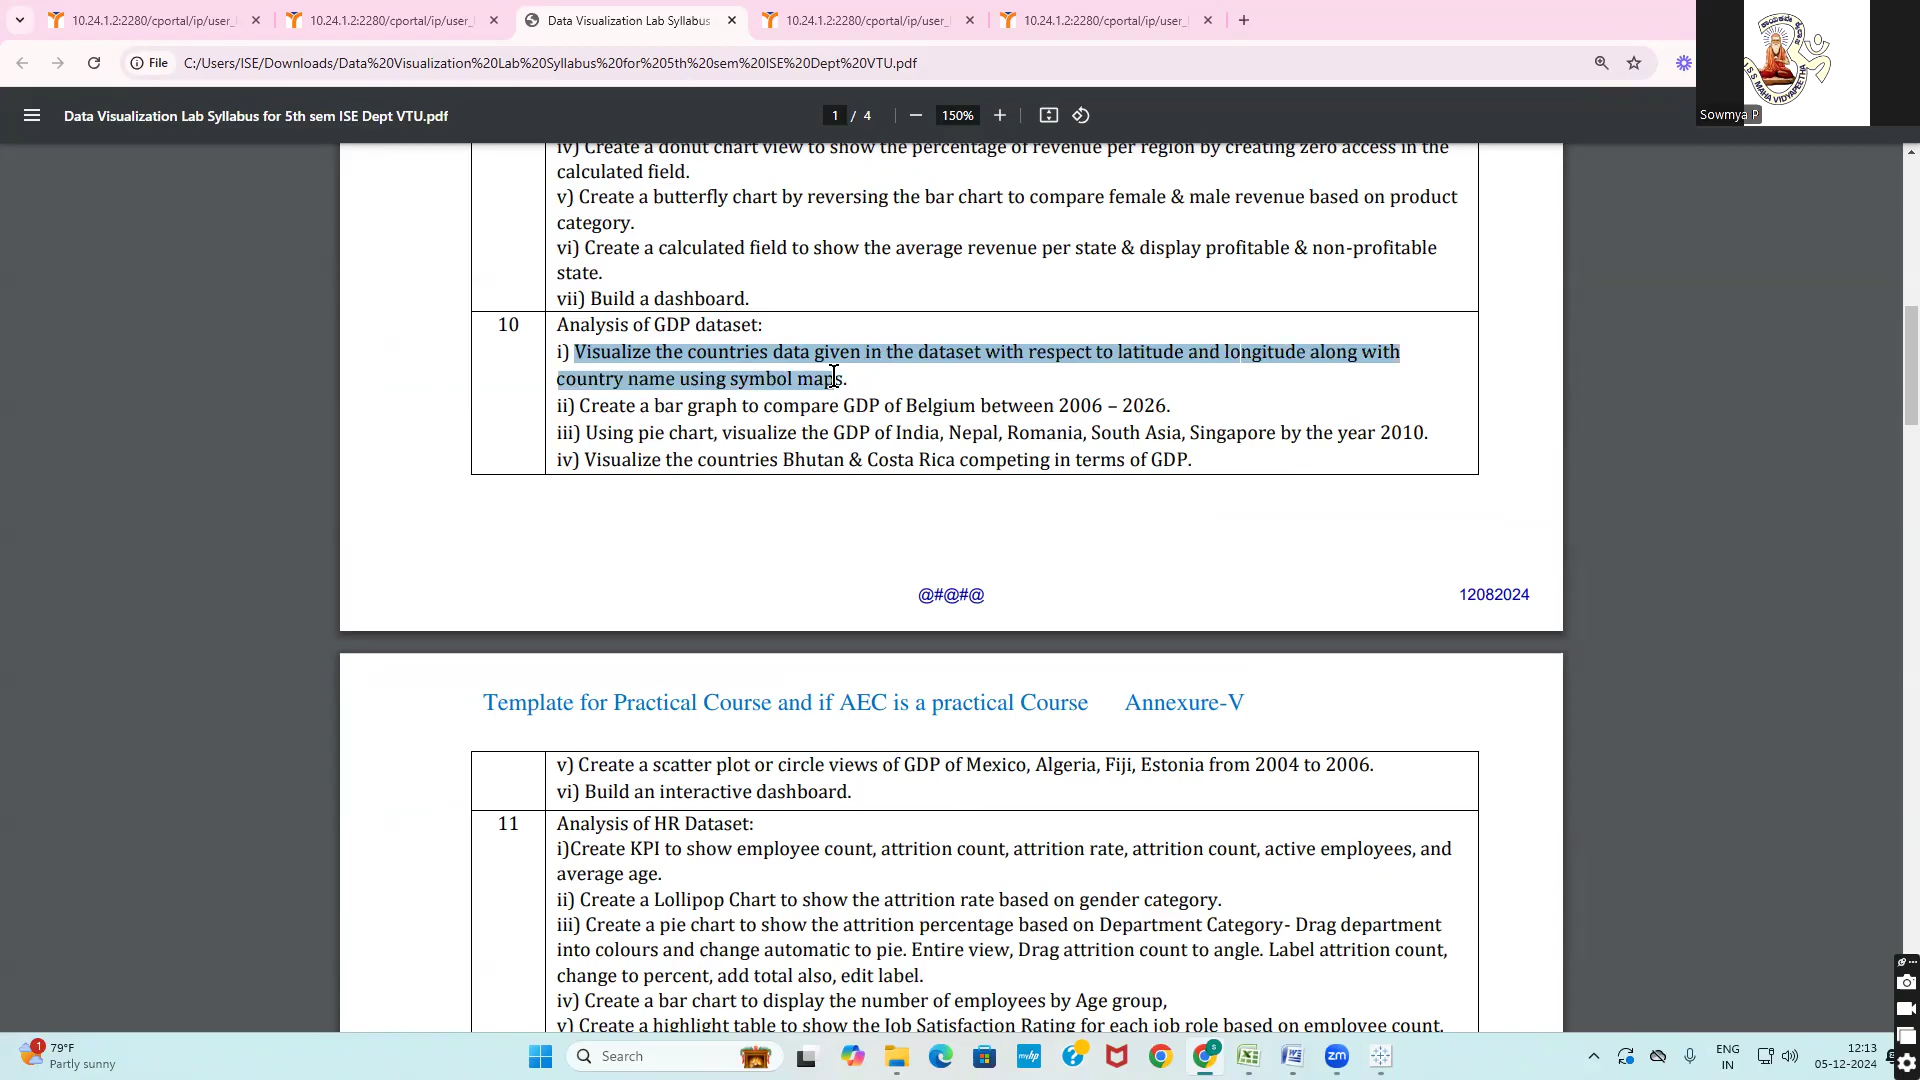 10.24.1.2:2280/cportal/ip/user_
10.24.1.2:2280/cportal/ip/user_
Data Visualization Lab Syllabus
10.24.1.2:2280/cportal/ip/user_
10.24.1.2:2280/cportal/ip/user_
File
C:/Users/ISE/Downloads/Data%20Visualization%20Lab%20Syllabus%20for%205th%20sem%20ISE%20Dept%20VTU.pdf
Sowmya P
Data Visualization Lab Syllabus for 5th sem ISE Dept VTU.pdf
1 / 4
150%
iv) Create a donut chart view to show the percentage of revenue per region by creating zero access in the
calculated field.
v) Create a butterfly chart by reversing the bar chart to compare female & male revenue based on product
category.
vi) Create a calculated field to show the average revenue per state & display profitable & non-profitable
state.
vii) Build a dashboard.
10
Analysis of GDP dataset:
i) Visualize the countries data given in the dataset with respect to latitude and longitude along with
country name using symbol maps.
ii) Create a bar graph to compare GDP of Belgium between 2006 – 2026.
iii) Using pie chart, visualize the GDP of India, Nepal, Romania, South Asia, Singapore by the year 2010.
iv) Visualize the countries Bhutan & Costa Rica competing in terms of GDP.
@#@#@
12082024
Template for Practical Course and if AEC is a practical Course Annexure-V
v) Create a scatter plot or circle views of GDP of Mexico, Algeria, Fiji, Estonia from 2004 to 2006.
vi) Build an interactive dashboard.
11
Analysis of HR Dataset:
i)Create KPI to show employee count, attrition count, attrition rate, attrition count, active employees, and
average age.
ii) Create a Lollipop Chart to show the attrition rate based on gender category.
iii) Create a pie chart to show the attrition percentage based on Department Category- Drag department
into colours and change automatic to pie. Entire view, Drag attrition count to angle. Label attrition count,
change to percent, add total also, edit label.
iv) Create a bar chart to display the number of employees by Age group,
v) Create a highlight table to show the Job Satisfaction Rating for each job role based on employee count.
1
79°F
Partly sunny
Search
ENG
IN
12:13
05-12-2024